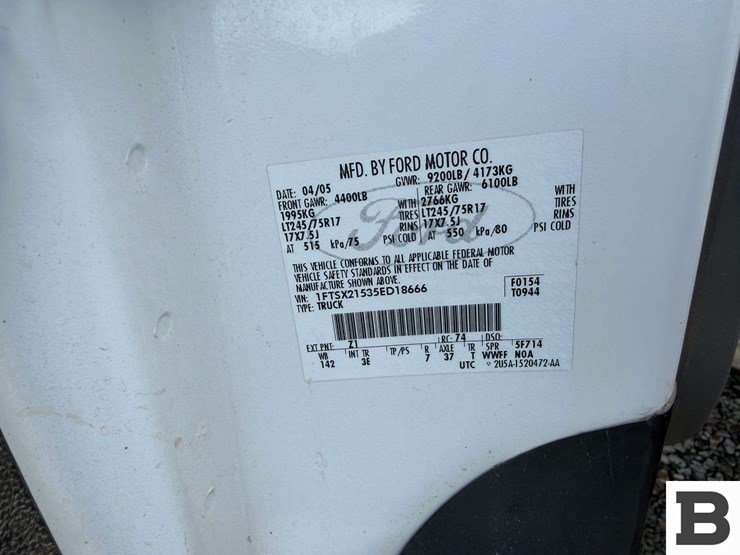 MFD. BY FORD MOTOR CO.
DATE: 04/05 GVWR: 9200LB/ 4173KG
FRONT GAWR: 4400LB REAR GAWR: 6100LB
1995KG WITH 2766KG WITH
LT245/75R17 TIRES LT245/75R17 TIRES
17X7.5J RIMS 17X7.5J RIMS
AT 515 kPa/75 PSI COLD AT 550 kPa/80 PSI COLD
Ford
THIS VEHICLE CONFORMS TO ALL APPLICABLE FEDERAL MOTOR
VEHICLE SAFETY STANDARDS IN EFFECT ON THE DATE OF
MANUFACTURE SHOWN ABOVE.
VIN: 1FTSX21535ED18666 F0154
TYPE: TRUCK T0944
EXT PNT: Z1 RC: 74 DSO:
WB INT TR TP/PS R AXLE TR SPR 5F714
142 3E 7 37 T WWFF N0A
UTC 2U5A-1520472-AA
B